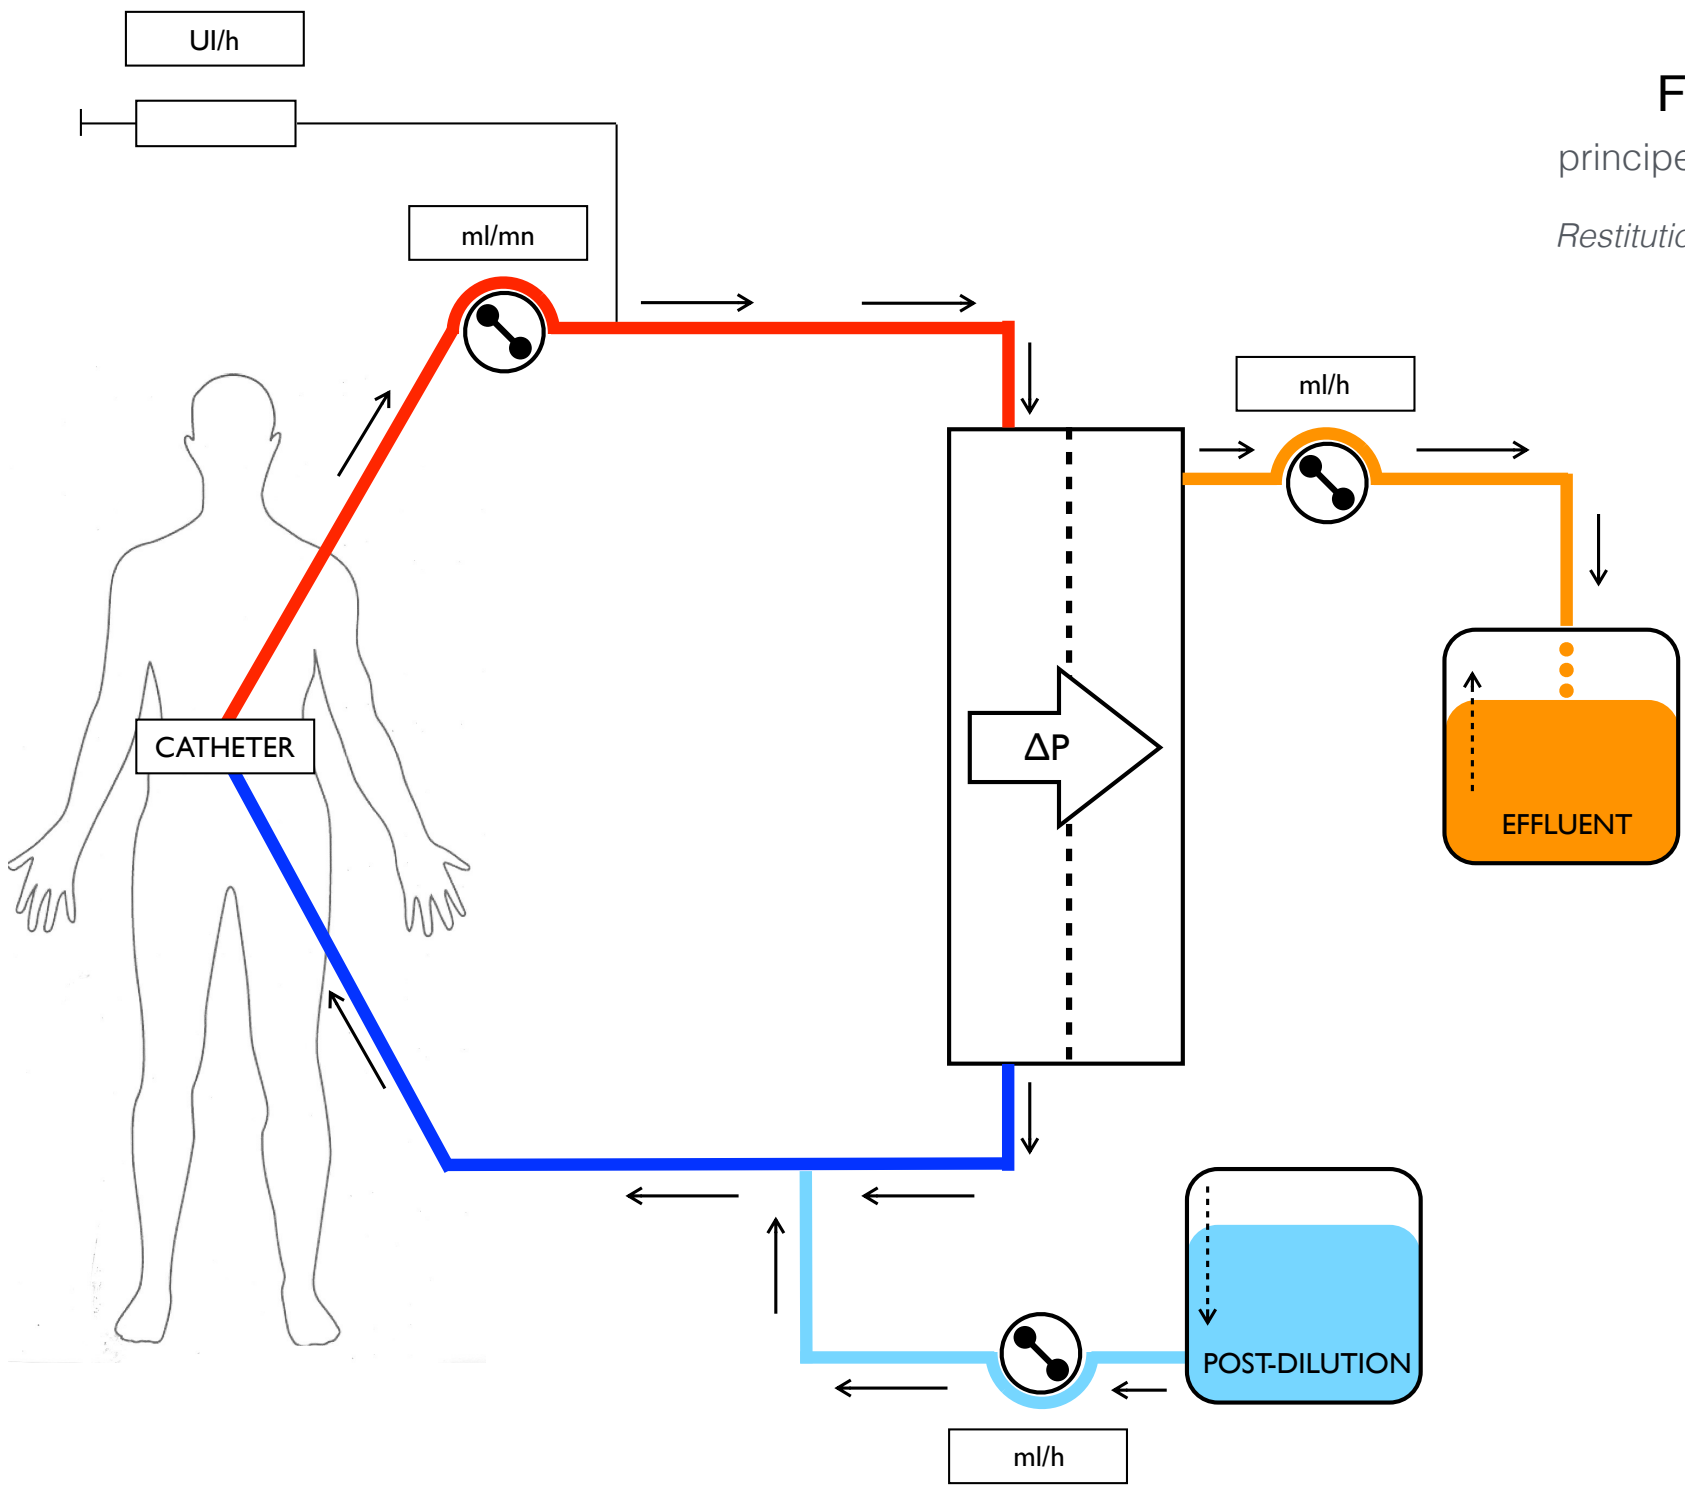 UI/h
F
principe
Restitutio
ml/mn
ml/h
CATHETER
ΔP
EFFLUENT
POST-DILUTION
ml/h